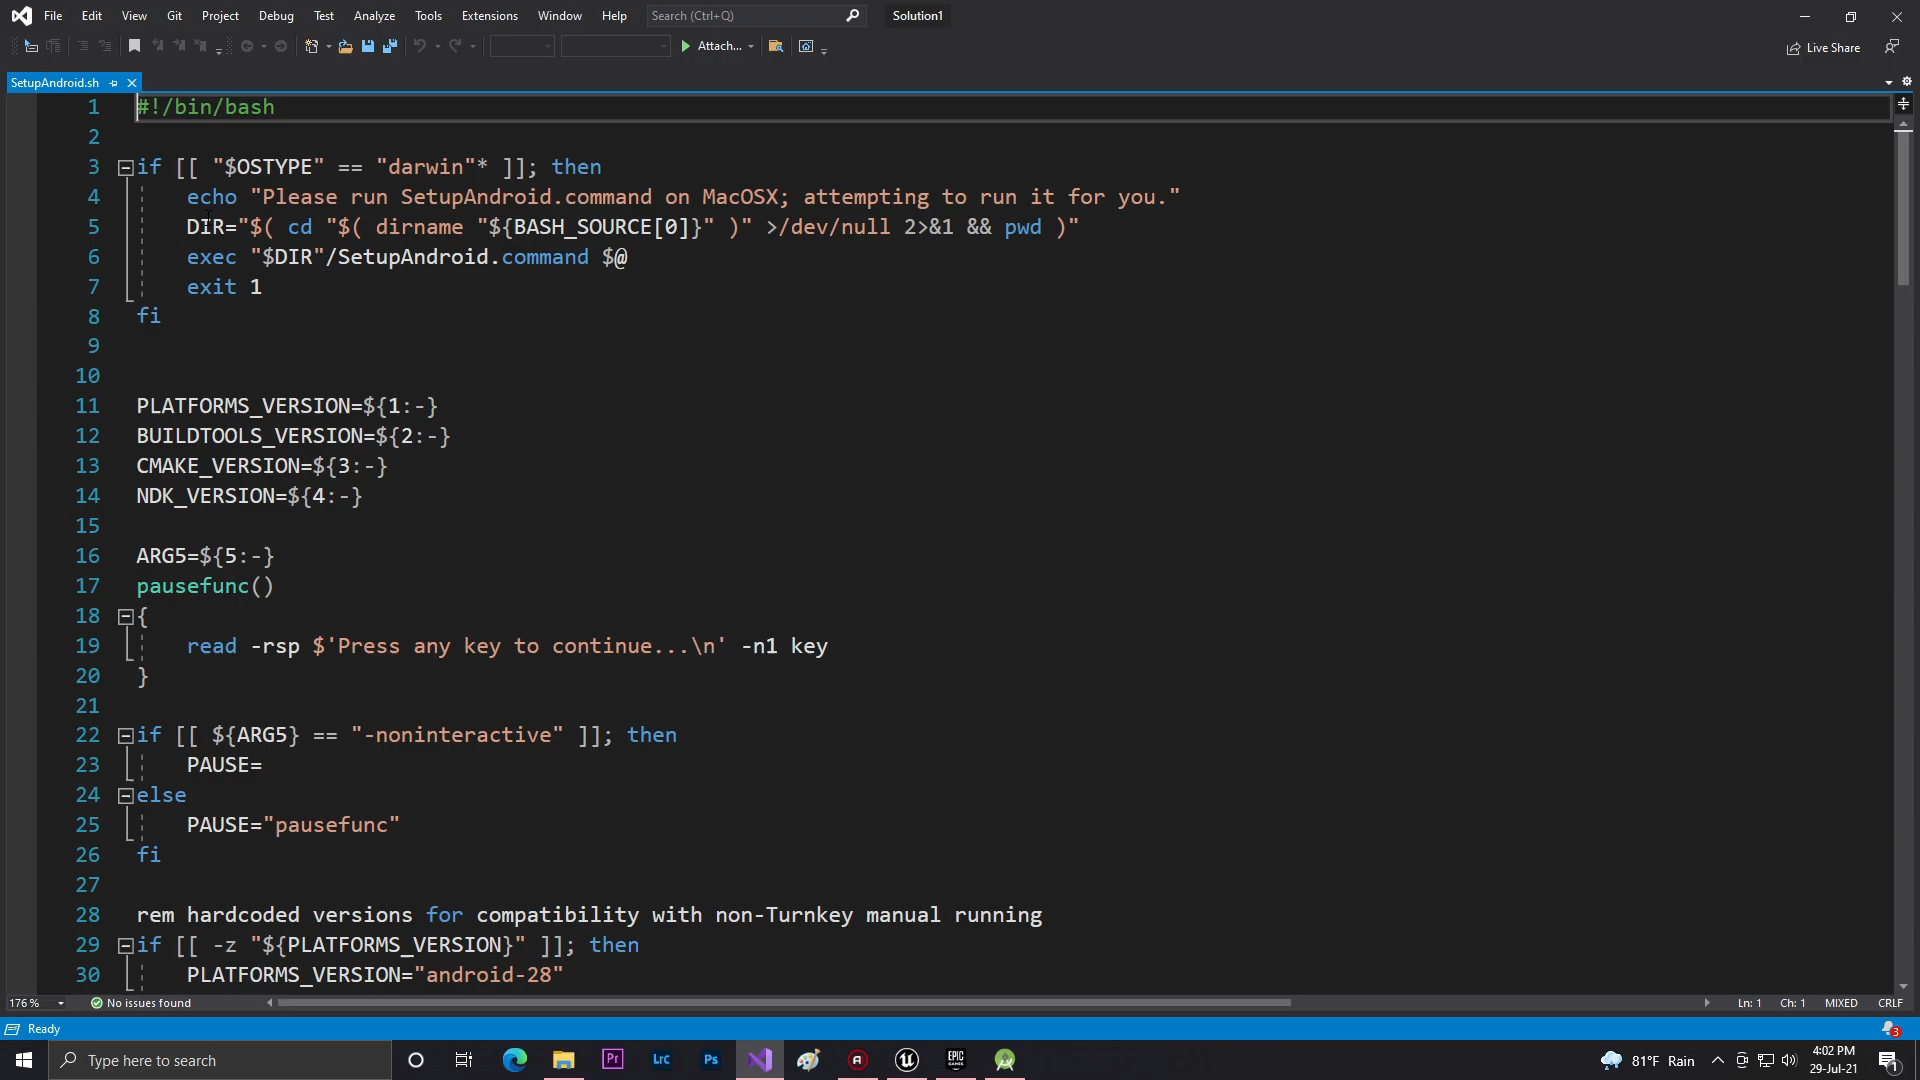 File Edit View Git Project Debug Test Analyze Tools Extensions Window Help Search (Ctrl+Q) Solution1
Attach... Live Share
SetupAndroid.sh
1 #!/bin/bash
2
3 if [[ "$OSTYPE" == "darwin"* ]]; then
4 echo "Please run SetupAndroid.command on MacOSX; attempting to run it for you."
5 DIR="$( cd "$( dirname "${BASH_SOURCE[0]}" )" >/dev/null 2>&1 && pwd )"
6 exec "$DIR"/SetupAndroid.command $@
7 exit 1
8 fi
9
10
11 PLATFORMS_VERSION=${1:-}
12 BUILDTOOLS_VERSION=${2:-}
13 CMAKE_VERSION=${3:-}
14 NDK_VERSION=${4:-}
15
16 ARG5=${5:-}
17 pausefunc()
18 {
19 read -rsp $'Press any key to continue...\n' -n1 key
20 }
21
22 if [[ ${ARG5} == "-noninteractive" ]]; then
23 PAUSE=
24 else
25 PAUSE="pausefunc"
26 fi
27
28 rem hardcoded versions for compatibility with non-Turnkey manual running
29 if [[ -z "${PLATFORMS_VERSION}" ]]; then
30 PLATFORMS_VERSION="android-28"
176 % No issues found Ln: 1 Ch: 1 MIXED CRLF
Ready 3
Type here to search Pr Lrc Ps EPIC GAMES 81°F Rain 4:02 PM
29-Jul-21 1